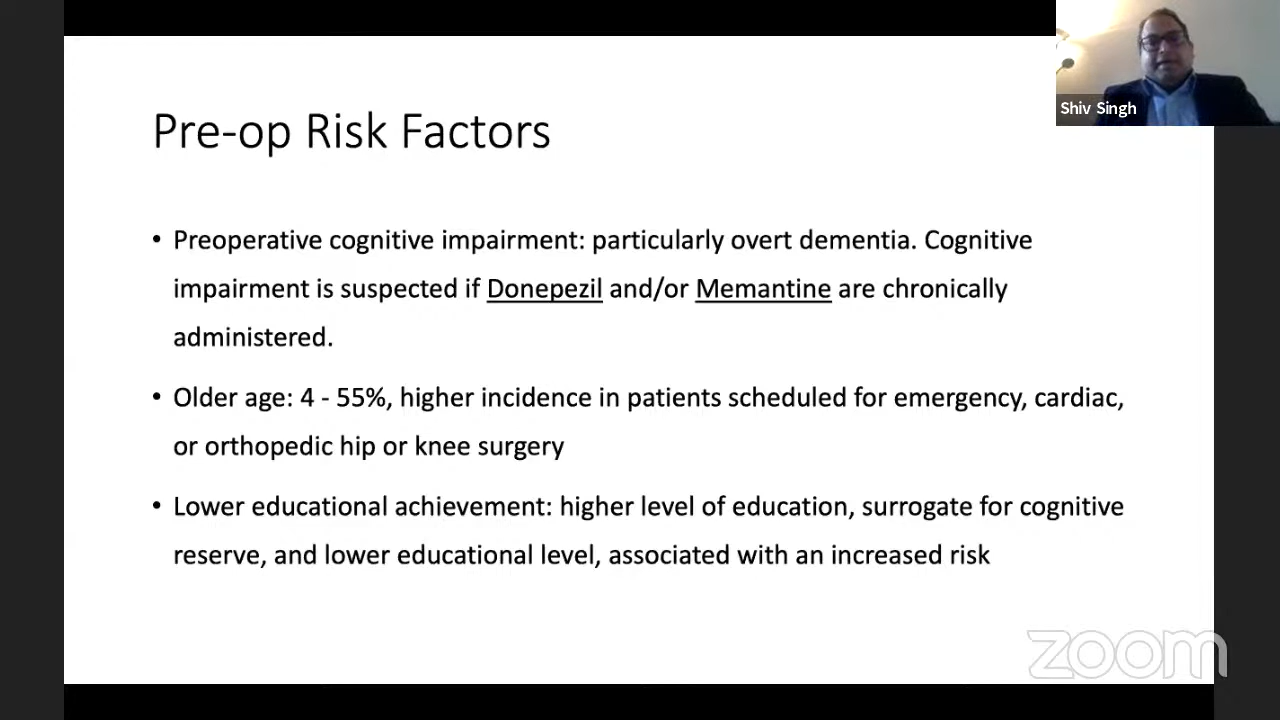 Shiv Singh
Pre-op Risk Factors
• Preoperative cognitive impairment: particularly overt dementia. Cognitive
impairment is suspected if Donepezil and/or Memantine are chronically
administered.
• Older age: 4 - 55%, higher incidence in patients scheduled for emergency, cardiac,
or orthopedic hip or knee surgery
• Lower educational achievement: higher level of education, surrogate for cognitive
reserve, and lower educational level, associated with an increased risk
zoom